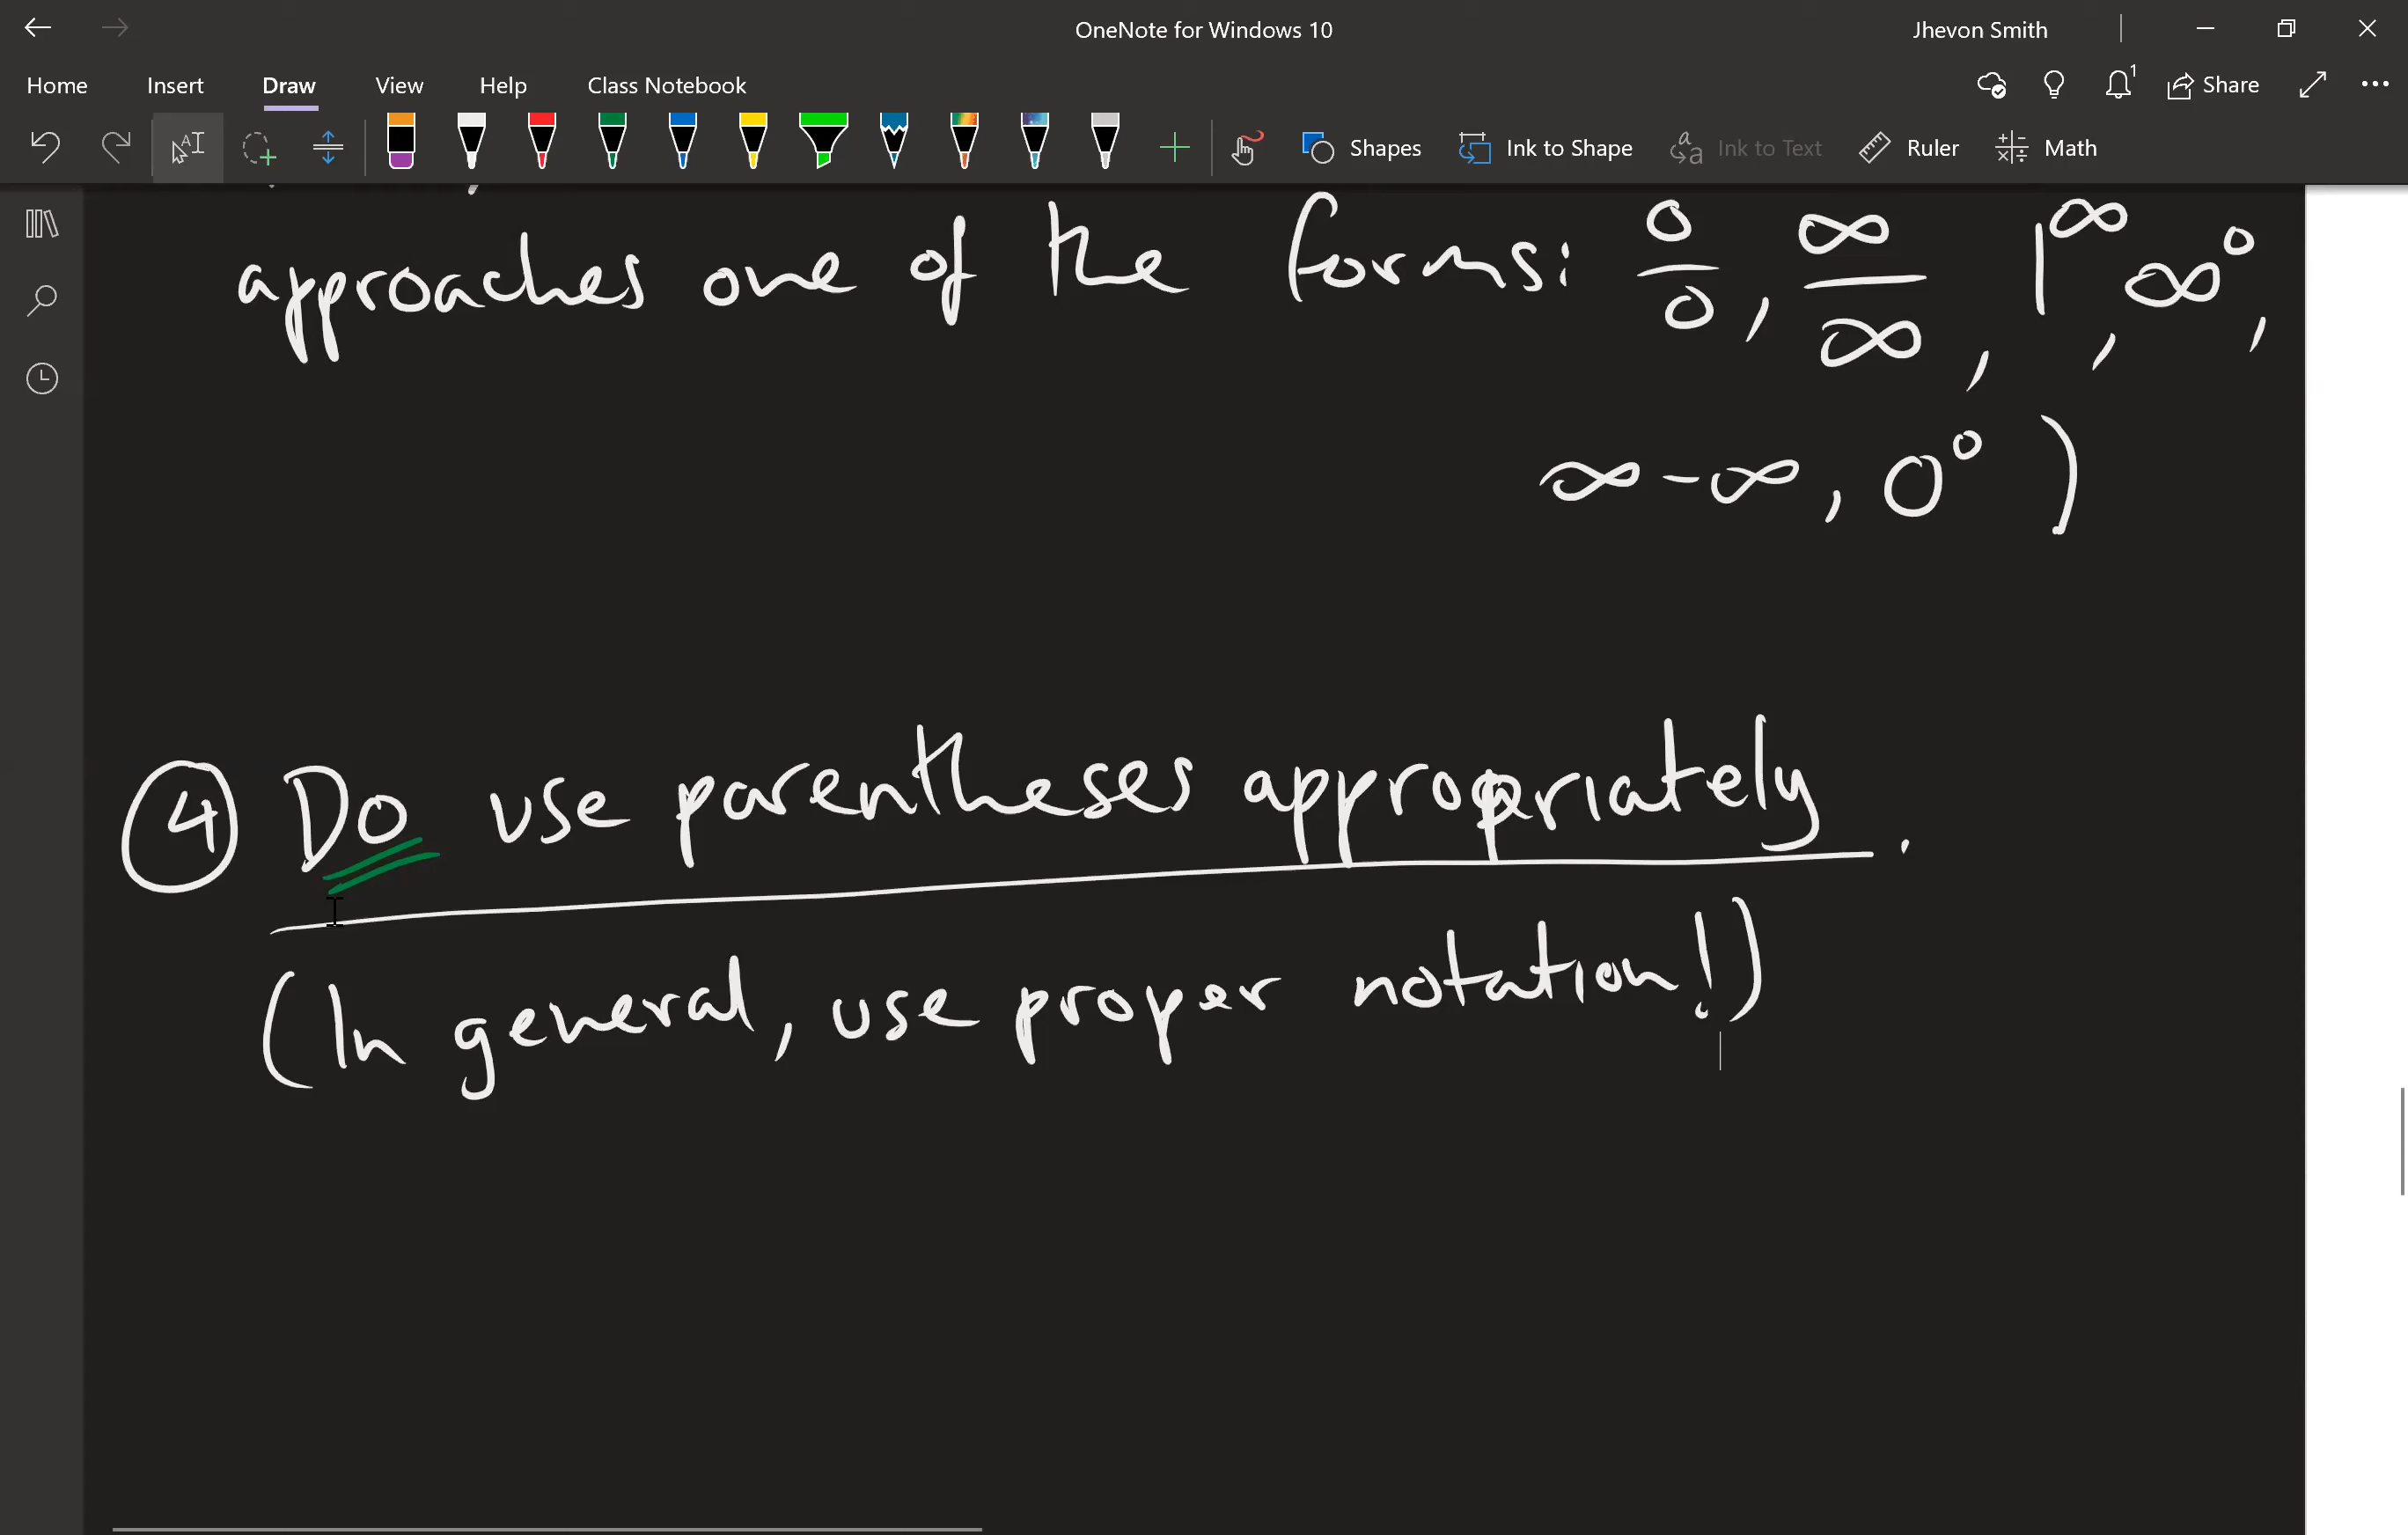 OneNote for Windows 10
Jhevon Smith
Home Insert Draw View Help Class Notebook
1 Share
Shapes Ink to Shape Ink to Text Ruler Math
approaches one of the forms: 0/0, ∞/∞, 1^∞, ∞^0,
∞-∞, 0^0 )
④ Do use parentheses appropriately.
(In general, use proper notation!)